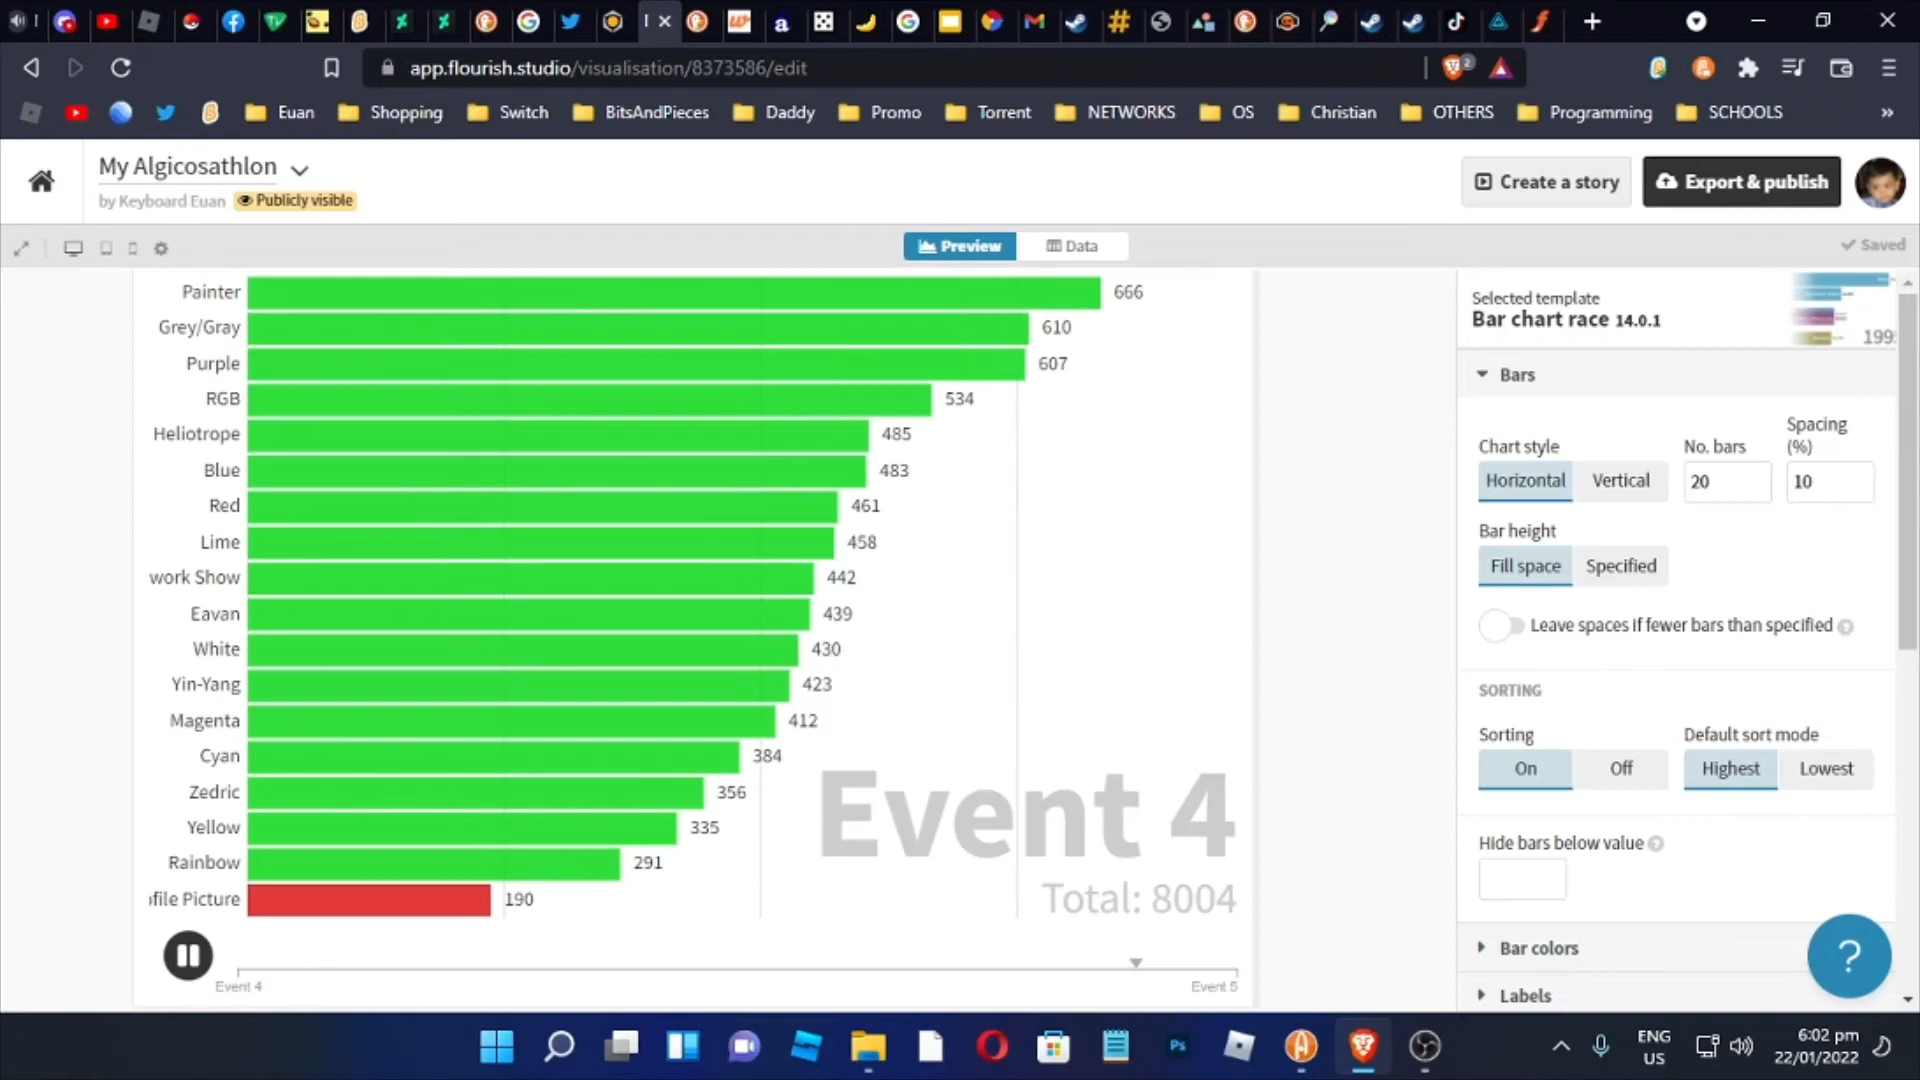 app.flourish.studio/visualisation/8373586/edit
2
Euan
Shopping
Switch
BitsAndPieces
Daddy
Promo
Torrent
NETWORKS
OS
Christian
OTHERS
Programming
SCHOOLS
»
My Algicosathlon
by Keyboard Euan
Publicly visible
Create a story
Export & publish
Preview
Data
Saved
Painter 666
Grey/Gray 610
Purple 607
RGB 534
Heliotrope 485
Blue 483
Red 461
Lime 458
work Show 442
Eavan 439
White 430
Yin-Yang 423
Magenta 412
Cyan 384
Zedric 356
Yellow 335
Rainbow 291
file Picture 190
Event 4
Total: 8004
Event 4
Event 5
Selected template
Bar chart race 14.0.1
199
Bars
Chart style
Horizontal
Vertical
No. bars
20
Spacing
(%)
10
Bar height
Fill space
Specified
Leave spaces if fewer bars than specified
SORTING
Sorting
On
Off
Default sort mode
Highest
Lowest
Hide bars below value
Bar colors
Labels
?
Ps
ENG
US
6:02 pm
22/01/2022